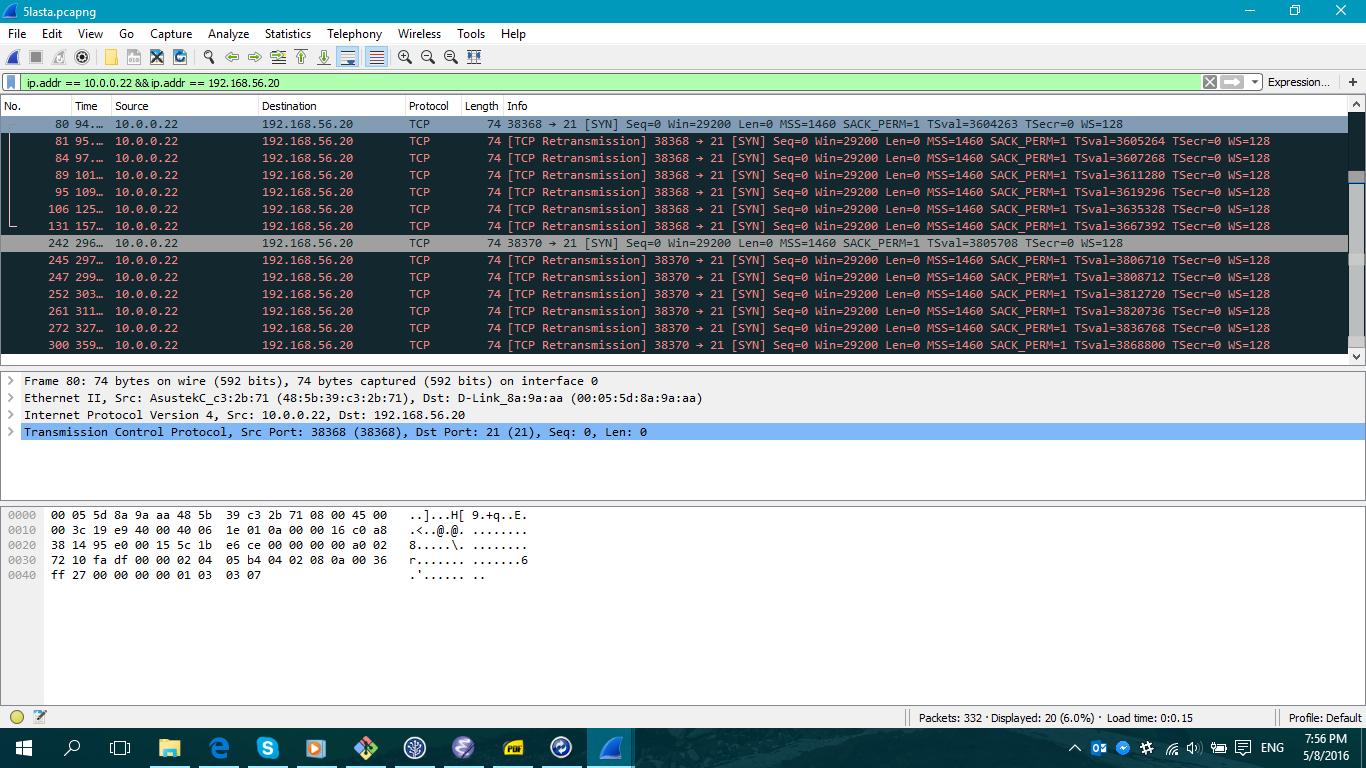 5lasta.pcapng
File Edit View Go Capture Analyze Statistics Telephony Wireless Tools Help
ip.addr == 10.0.0.22 && ip.addr == 192.168.56.20 Expression... +
No. Time Source Destination Protocol Length Info
80 94.… 10.0.0.22 192.168.56.20 TCP 74 38368 → 21 [SYN] Seq=0 Win=29200 Len=0 MSS=1460 SACK_PERM=1 TSval=3604263 TSecr=0 WS=128
81 95.… 10.0.0.22 192.168.56.20 TCP 74 [TCP Retransmission] 38368 → 21 [SYN] Seq=0 Win=29200 Len=0 MSS=1460 SACK_PERM=1 TSval=3605264 TSecr=0 WS=128
84 97.… 10.0.0.22 192.168.56.20 TCP 74 [TCP Retransmission] 38368 → 21 [SYN] Seq=0 Win=29200 Len=0 MSS=1460 SACK_PERM=1 TSval=3607268 TSecr=0 WS=128
89 101… 10.0.0.22 192.168.56.20 TCP 74 [TCP Retransmission] 38368 → 21 [SYN] Seq=0 Win=29200 Len=0 MSS=1460 SACK_PERM=1 TSval=3611280 TSecr=0 WS=128
95 109… 10.0.0.22 192.168.56.20 TCP 74 [TCP Retransmission] 38368 → 21 [SYN] Seq=0 Win=29200 Len=0 MSS=1460 SACK_PERM=1 TSval=3619296 TSecr=0 WS=128
106 125… 10.0.0.22 192.168.56.20 TCP 74 [TCP Retransmission] 38368 → 21 [SYN] Seq=0 Win=29200 Len=0 MSS=1460 SACK_PERM=1 TSval=3635328 TSecr=0 WS=128
131 157… 10.0.0.22 192.168.56.20 TCP 74 [TCP Retransmission] 38368 → 21 [SYN] Seq=0 Win=29200 Len=0 MSS=1460 SACK_PERM=1 TSval=3667392 TSecr=0 WS=128
242 296… 10.0.0.22 192.168.56.20 TCP 74 38370 → 21 [SYN] Seq=0 Win=29200 Len=0 MSS=1460 SACK_PERM=1 TSval=3805708 TSecr=0 WS=128
245 297… 10.0.0.22 192.168.56.20 TCP 74 [TCP Retransmission] 38370 → 21 [SYN] Seq=0 Win=29200 Len=0 MSS=1460 SACK_PERM=1 TSval=3806710 TSecr=0 WS=128
247 299… 10.0.0.22 192.168.56.20 TCP 74 [TCP Retransmission] 38370 → 21 [SYN] Seq=0 Win=29200 Len=0 MSS=1460 SACK_PERM=1 TSval=3808712 TSecr=0 WS=128
252 303… 10.0.0.22 192.168.56.20 TCP 74 [TCP Retransmission] 38370 → 21 [SYN] Seq=0 Win=29200 Len=0 MSS=1460 SACK_PERM=1 TSval=3812720 TSecr=0 WS=128
261 311… 10.0.0.22 192.168.56.20 TCP 74 [TCP Retransmission] 38370 → 21 [SYN] Seq=0 Win=29200 Len=0 MSS=1460 SACK_PERM=1 TSval=3820736 TSecr=0 WS=128
272 327… 10.0.0.22 192.168.56.20 TCP 74 [TCP Retransmission] 38370 → 21 [SYN] Seq=0 Win=29200 Len=0 MSS=1460 SACK_PERM=1 TSval=3836768 TSecr=0 WS=128
300 359… 10.0.0.22 192.168.56.20 TCP 74 [TCP Retransmission] 38370 → 21 [SYN] Seq=0 Win=29200 Len=0 MSS=1460 SACK_PERM=1 TSval=3868800 TSecr=0 WS=128
Frame 80: 74 bytes on wire (592 bits), 74 bytes captured (592 bits) on interface 0
Ethernet II, Src: AsustekC_c3:2b:71 (48:5b:39:c3:2b:71), Dst: D-Link_8a:9a:aa (00:05:5d:8a:9a:aa)
Internet Protocol Version 4, Src: 10.0.0.22, Dst: 192.168.56.20
Transmission Control Protocol, Src Port: 38368 (38368), Dst Port: 21 (21), Seq: 0, Len: 0
0000 00 05 5d 8a 9a aa 48 5b 39 c3 2b 71 08 00 45 00 ..]...H[ 9.+q..E.
0010 00 3c 19 e9 40 00 40 06 1e 01 0a 00 00 16 c0 a8 .<..@.@. ........
0020 38 14 95 e0 00 15 5c 1b e6 ce 00 00 00 00 a0 02 8.....\. ........
0030 72 10 fa df 00 00 02 04 05 b4 04 02 08 0a 00 36 r....... .......6
0040 ff 27 00 00 00 00 01 03 03 07 .'...... ..
Packets: 332 · Displayed: 20 (6.0%) · Load time: 0:0.15 Profile: Default
PDF
ENG
7:56 PM
5/8/2016